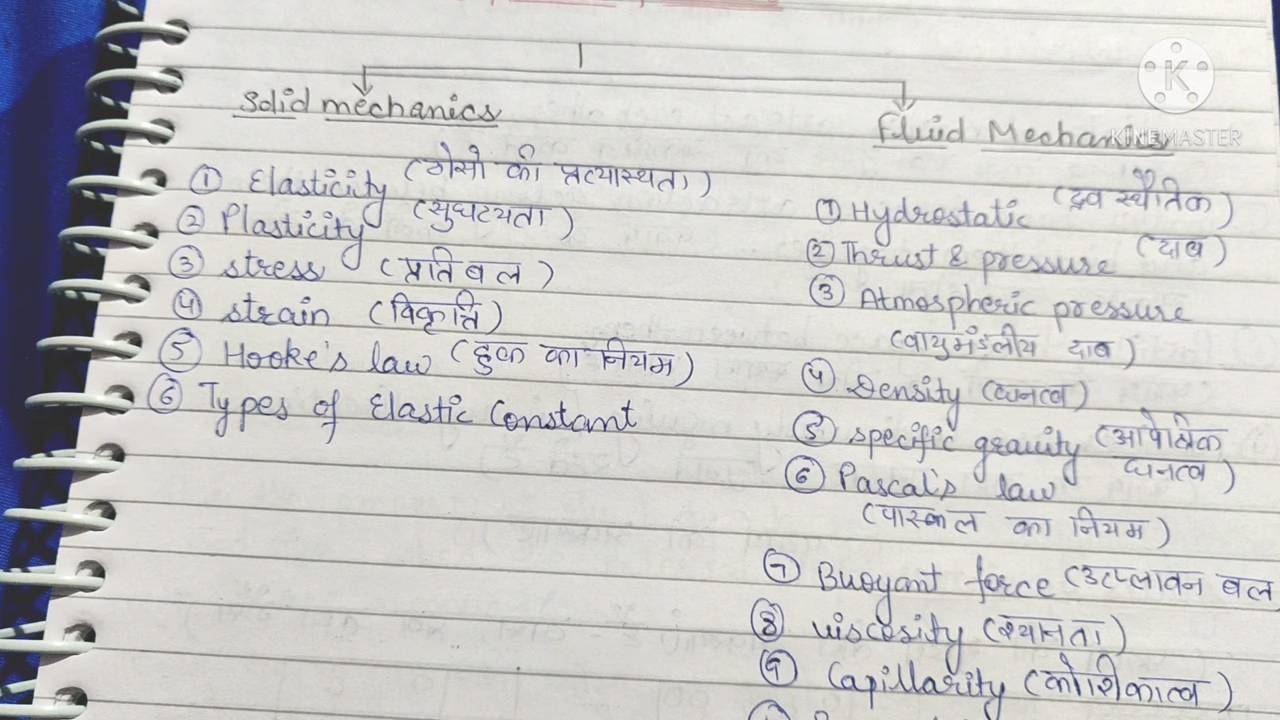 Solid mechanics
① Elasticity (ठोसो की प्रत्यास्थता)
② Plasticity (सुघटयता)
③ stress (प्रतिबल)
④ strain (विकृति)
⑤ Hooke's law (हुक का नियम)
⑥ Types of Elastic Constant
Fluid Mechanics
① Hydrostatic (द्रव स्थैतिक)
② Thrust & pressure (दाब)
③ Atmospheric pressure
(वायुमंडलीय दाब)
④ Density (घनत्व)
⑤ specific gravity (आपेक्षिक
घनत्व)
⑥ Pascal's law
(पास्कल का नियम)
⑦ Buoyant force (उत्प्लावन बल
⑧ viscosity (श्यानता)
⑨ Capillarity (कोशिकात्व)
K
KINEMASTER